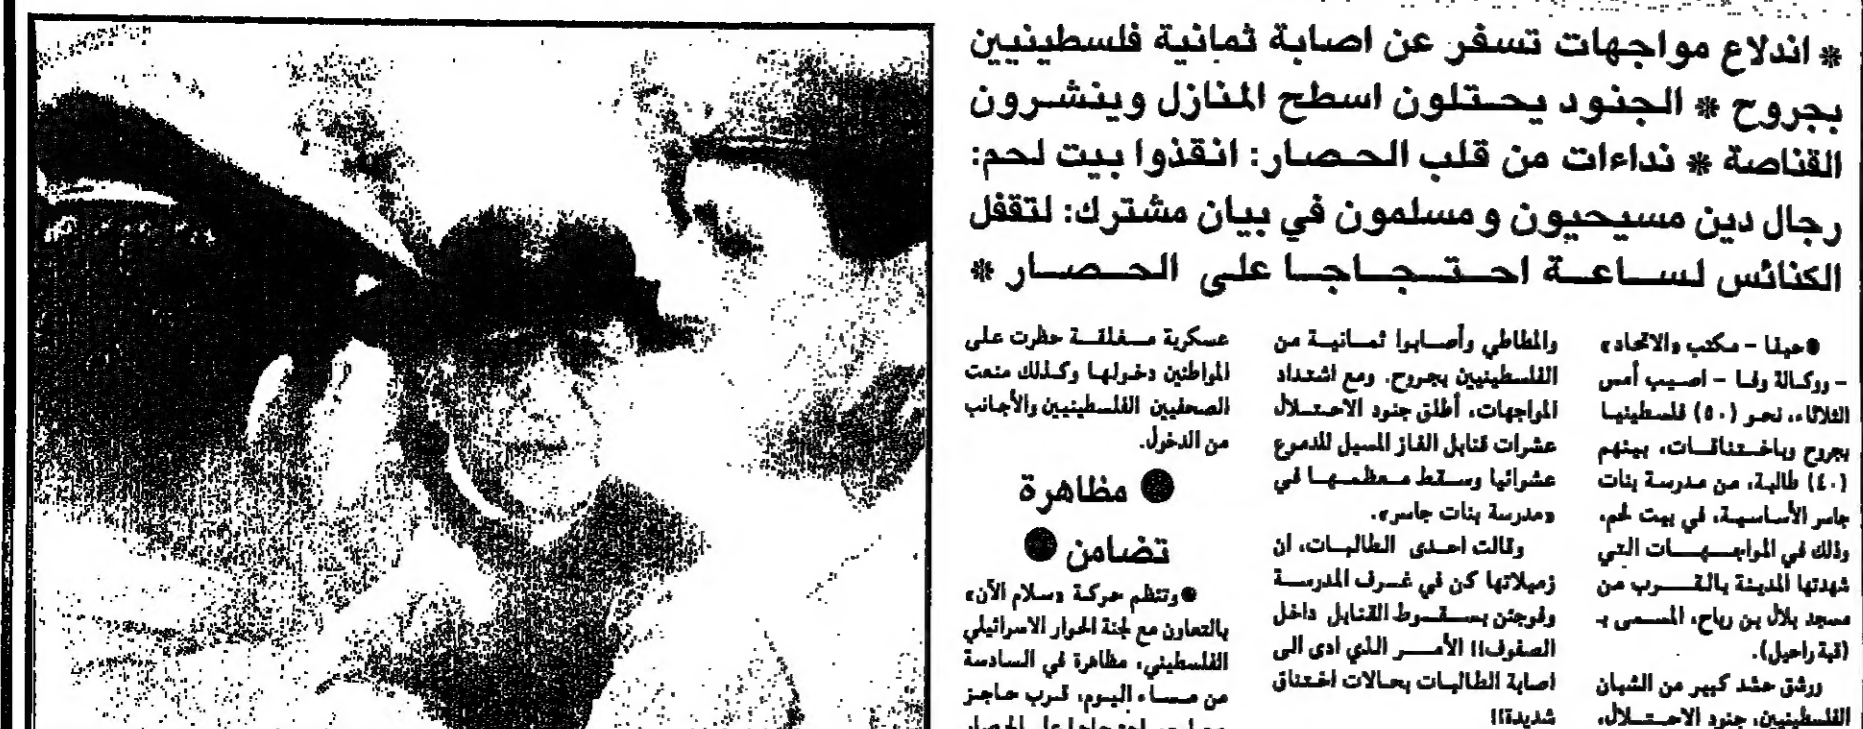 * اندلاع مواجهات تسفر عن اصابة ثمانية فلسطينيين
بجروح * الجنود يحتلون اسطح المنازل وينشرون
القناصة * نداءات من قلب الحصار: انقذوا بيت لحم:
رجال دين مسيحيون ومسلمون في بيان مشترك: لتقفل
الكنائس لساعة احتجاجا على الحصار *
●حيفا - مكتب «الاتحاد»
- ووكالة وفا - اصيب أمس
الثلاثاء، نحو (٥٠) فلسطينيا
بجروح وباختناقات، بينهم
(٤٠) طالبة، من مدرسة بنات
جاسر الأساسية، في بيت لحم،
وذلك في المواجهات التي
شهدتها المدينة بالقرب من
مسجد بلال بن رباح، المسمى بـ
(قبة راحيل).
ورشق حشد كبير من الشبان
الفلسطينيين، جنود الاحتلال،
والمطاطي وأصابوا ثمانية من
الفلسطينيين بجروح. ومع اشتداد
المواجهات، أطلق جنود الاحتلال
عشرات قنابل الغاز المسيل للدموع
عشوائيا وسقط معظمها في
«مدرسة بنات جاسر».
وقالت احدى الطالبات، ان
زميلاتها كن في غرف المدرسة
وفوجئن بسقوط القنابل داخل
الصفوف!! الأمر الذي ادى الى
اصابة الطالبات بحالات اختناق
شديدة!!
عسكرية مغلقة حظرت على
المواطنين دخولها وكذلك منعت
الصحفيين الفلسطينيين والأجانب
من الدخول.
● مظاهرة
تضامن ●
●وتنظم حركة «سلام الآن»
بالتعاون مع لجنة الحوار الاسرائيلي
الفلسطيني، مظاهرة في السادسة
من مساء اليوم، قرب حاجز
احتجاجا على الحصار